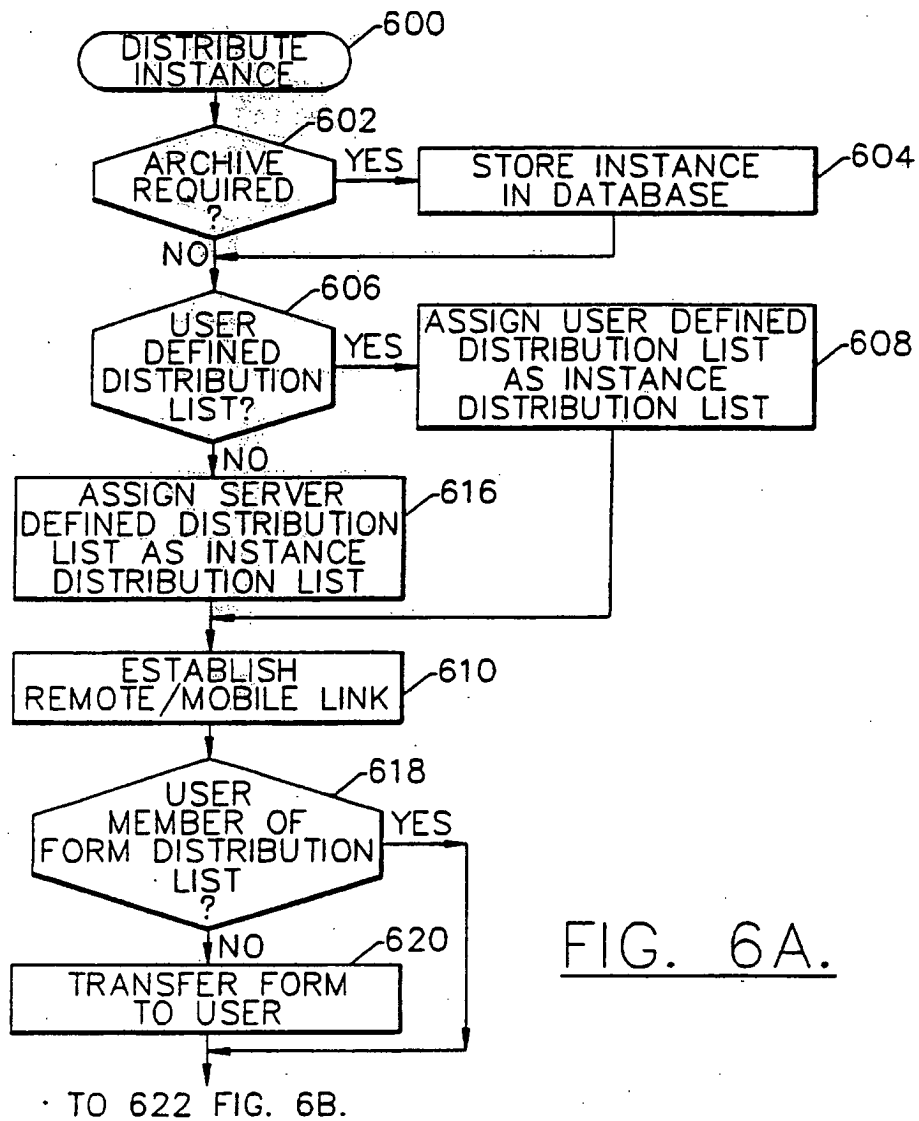 600
DISTRIBUTE
INSTANCE
602
ARCHIVE
REQUIRED
?
YES
STORE INSTANCE
IN DATABASE
604
NO
606
USER
DEFINED
DISTRIBUTION
LIST?
YES
ASSIGN USER DEFINED
DISTRIBUTION LIST
AS INSTANCE
DISTRIBUTION LIST
608
NO
ASSIGN SERVER
DEFINED DISTRIBUTION
LIST AS INSTANCE
DISTRIBUTION LIST
616
ESTABLISH
REMOTE/MOBILE LINK
610
618
USER
MEMBER OF
FORM DISTRIBUTION
LIST
?
YES
NO
620
TRANSFER FORM
TO USER
FIG. 6A.
TO 622 FIG. 6B.